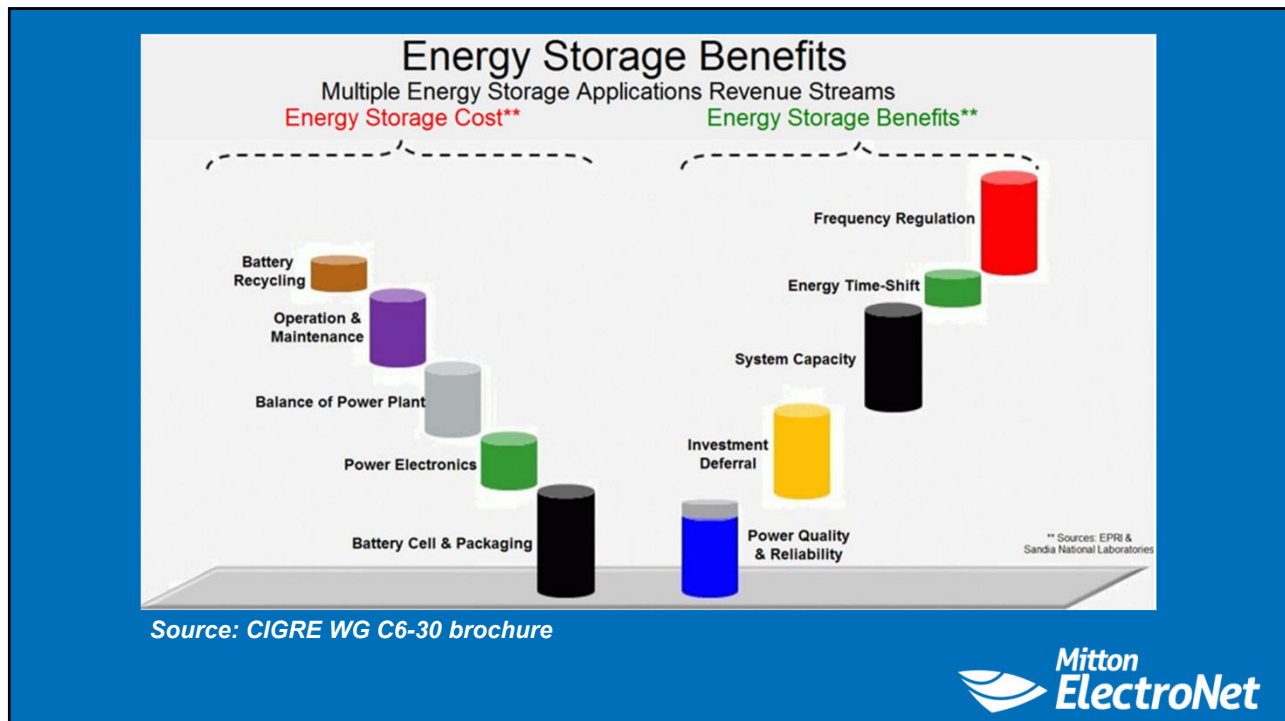 Energy Storage Benefits
Multiple Energy Storage Applications Revenue Streams
Energy Storage Cost**
Energy Storage Benefits**
Battery
Recycling
Operation &
Maintenance
Balance of Power Plant
Power Electronics
Battery Cell & Packaging
Frequency Regulation
Energy Time-Shift
System Capacity
Investment
Deferral
Power Quality
& Reliability
** Sources: EPRI &
Sandia National Laboratories
Source: CIGRE WG C6-30 brochure
Mitton
ElectroNet